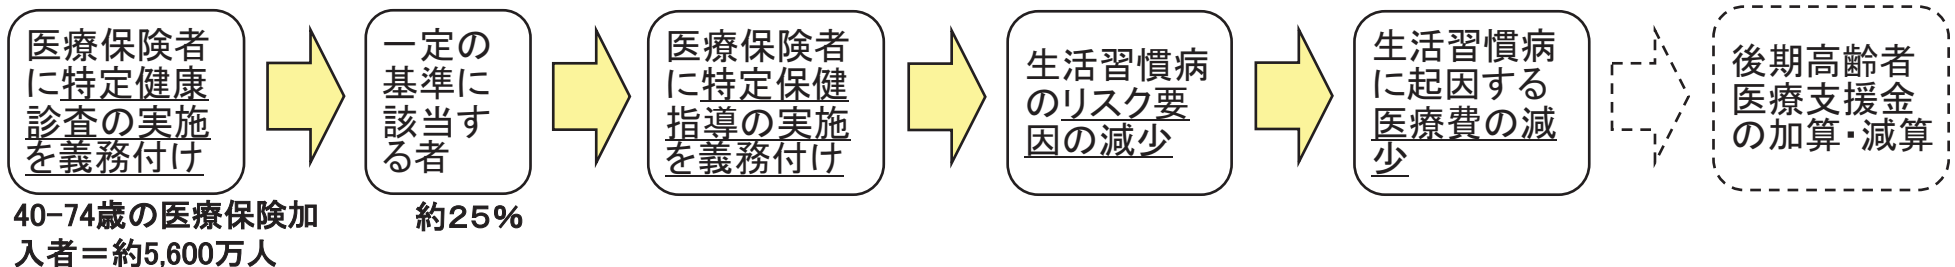 医療保険者
に特定健康
診査の実施
を義務付け
40-74歳の医療保険加
入者＝約5,600万人
一定の
基準に
該当す
る者
約２５％
医療保険者
に特定保健
指導の実施
を義務付け
生活習慣病
のリスク要
因の減少
生活習慣病
に起因する
医療費の減
少
後期高齢者
医療支援金
の加算・減算